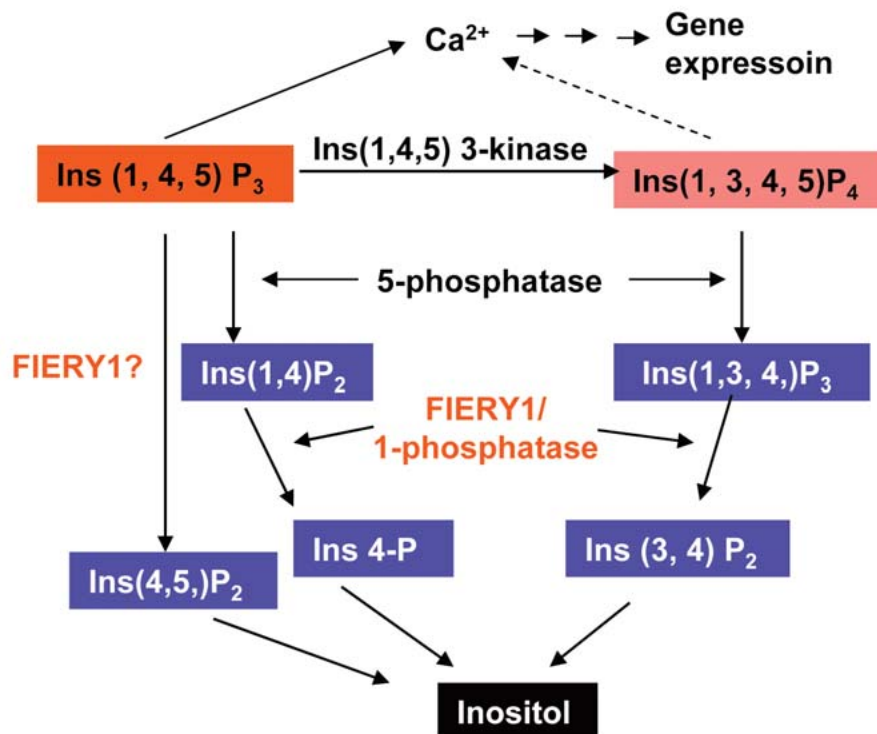 Ca²⁺
Gene
expressoin
Ins(1,4,5) 3-kinase
Ins (1, 4, 5) P₃
Ins(1, 3, 4, 5)P₄
5-phosphatase
FIERY1?
Ins(1,4)P₂
Ins(1,3, 4,)P₃
FIERY1/
1-phosphatase
Ins 4-P
Ins (3, 4) P₂
Ins(4,5,)P₂
Inositol